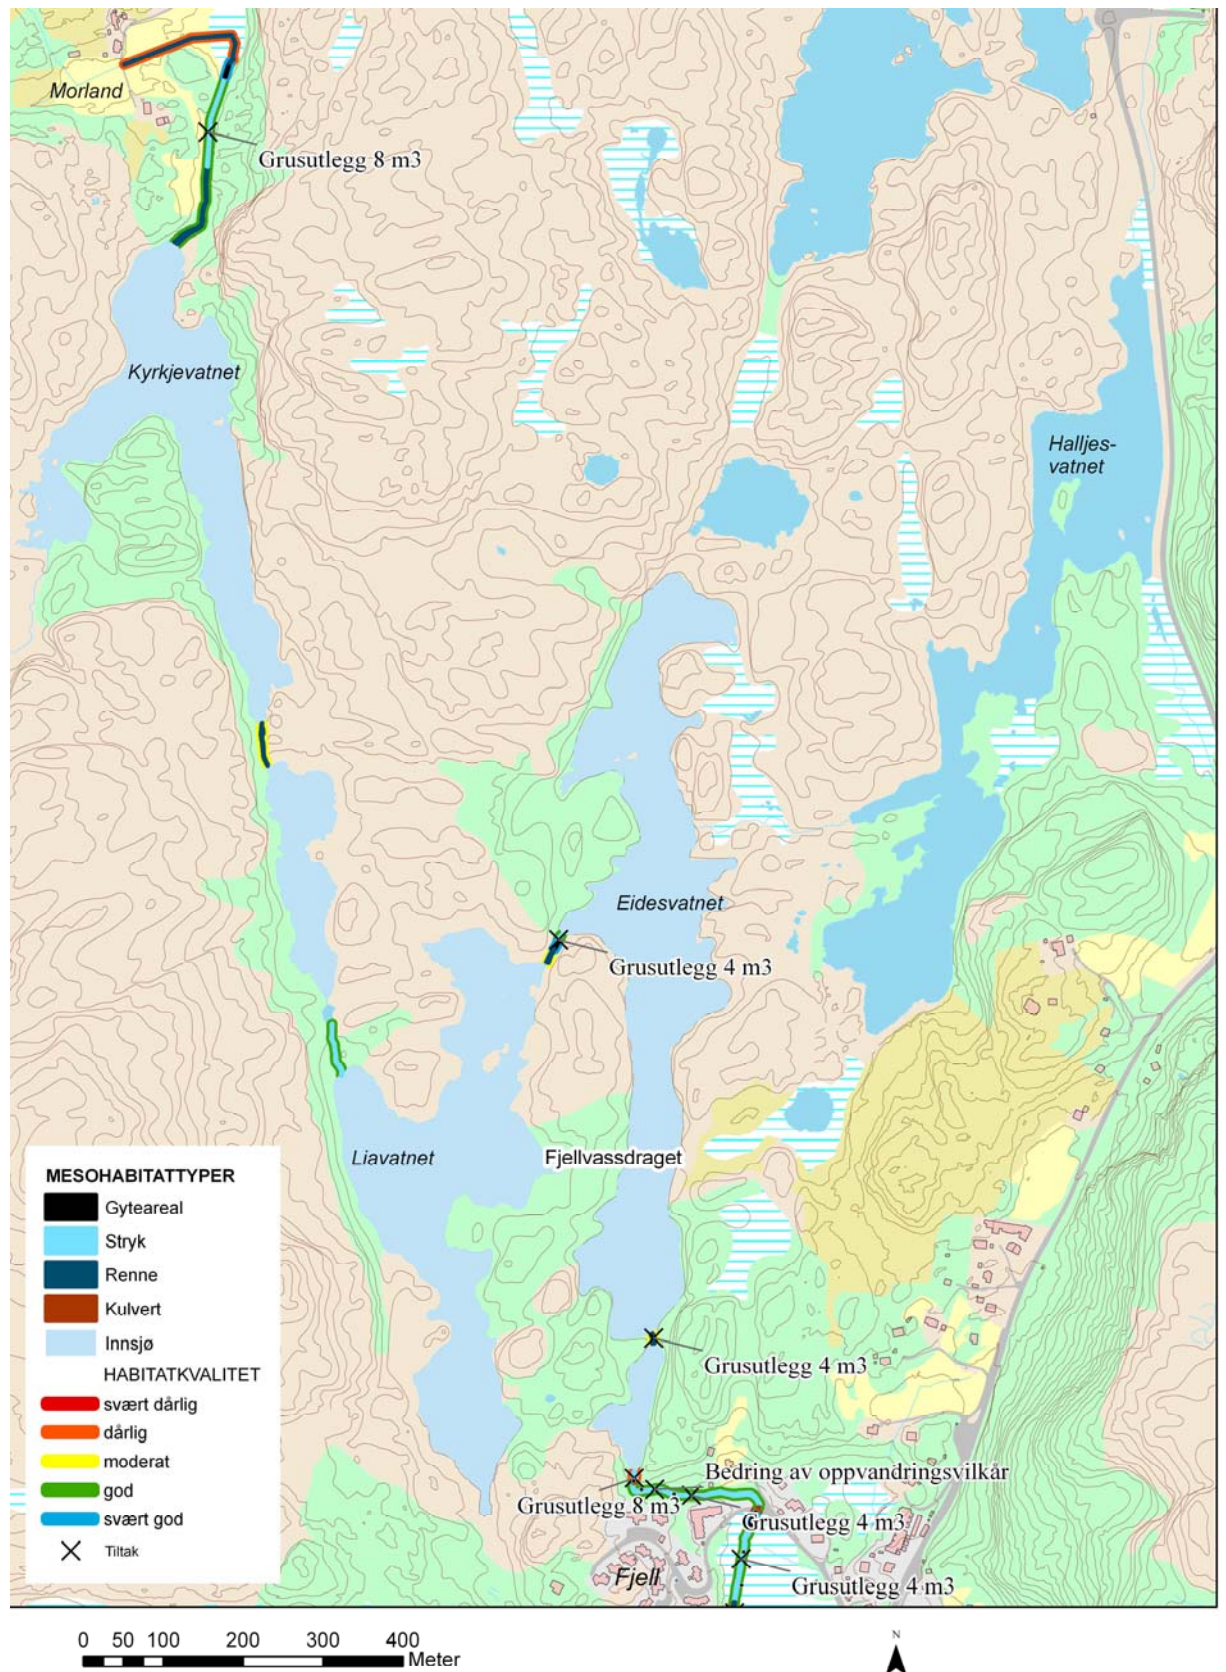 Morland
Grusutlegg 8 m3
Kyrkjevatnet
Halljes-
vatnet
Eidesvatnet
Grusutlegg 4 m3
Liavatnet
Fjellvassdraget
Grusutlegg 4 m3
Bedring av oppvandringsvilkår
Grusutlegg 8 m3
Grusutlegg 4 m3
Fjell
Grusutlegg 4 m3
MESOHABITATTYPER
Gyteareal
Stryk
Renne
Kulvert
Innsjø
HABITATKVALITET
svært dårlig
dårlig
moderat
god
svært god
Tiltak
0 50 100 200 300 400
Meter
N